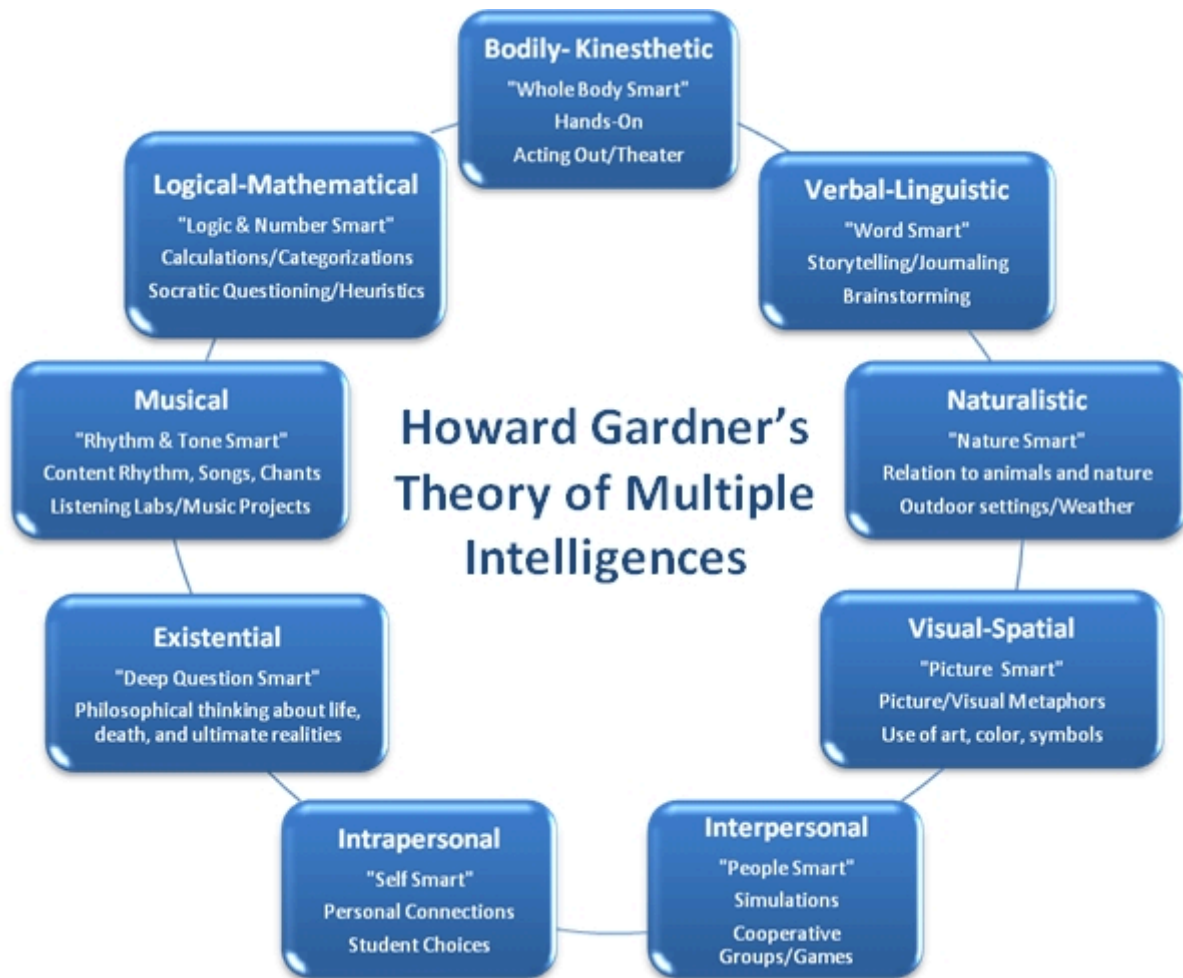 Bodily- Kinesthetic
"Whole Body Smart"
Hands-On
Acting Out/Theater
Verbal-Linguistic
"Word Smart"
Storytelling/Journaling
Brainstorming
Naturalistic
"Nature Smart"
Relation to animals and nature
Outdoor settings/Weather
Visual-Spatial
"Picture Smart"
Picture/Visual Metaphors
Use of art, color, symbols
Interpersonal
"People Smart"
Simulations
Cooperative
Groups/Games
Intrapersonal
"Self Smart"
Personal Connections
Student Choices
Existential
"Deep Question Smart"
Philosophical thinking about life,
death, and ultimate realities
Musical
"Rhythm & Tone Smart"
Content Rhythm, Songs, Chants
Listening Labs/Music Projects
Logical-Mathematical
"Logic & Number Smart"
Calculations/Categorizations
Socratic Questioning/Heuristics
Howard Gardner’s
Theory of Multiple
Intelligences